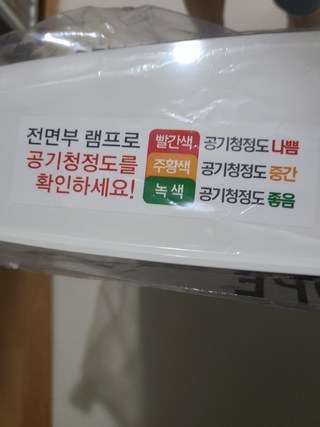 전면부 램프로
공기청정도를
확인하세요!
빨간색 공기청정도 나쁨
주황색 공기청정도 중간
녹색 공기청정도 좋음